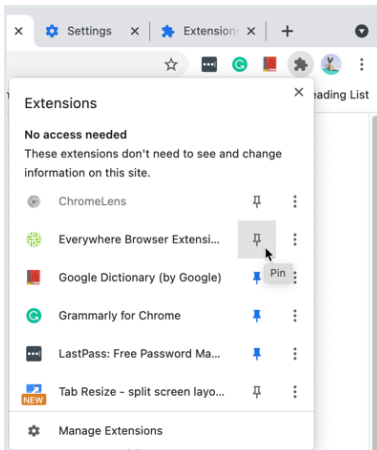 Settings
Extension
eading List
Extensions
No access needed
These extensions don't need to see and change
information on this site.
ChromeLens
Everywhere Browser Extensi...
Pin
Google Dictionary (by Google)
Grammarly for Chrome
LastPass: Free Password Ma...
Tab Resize - split screen layo...
NEW
Manage Extensions